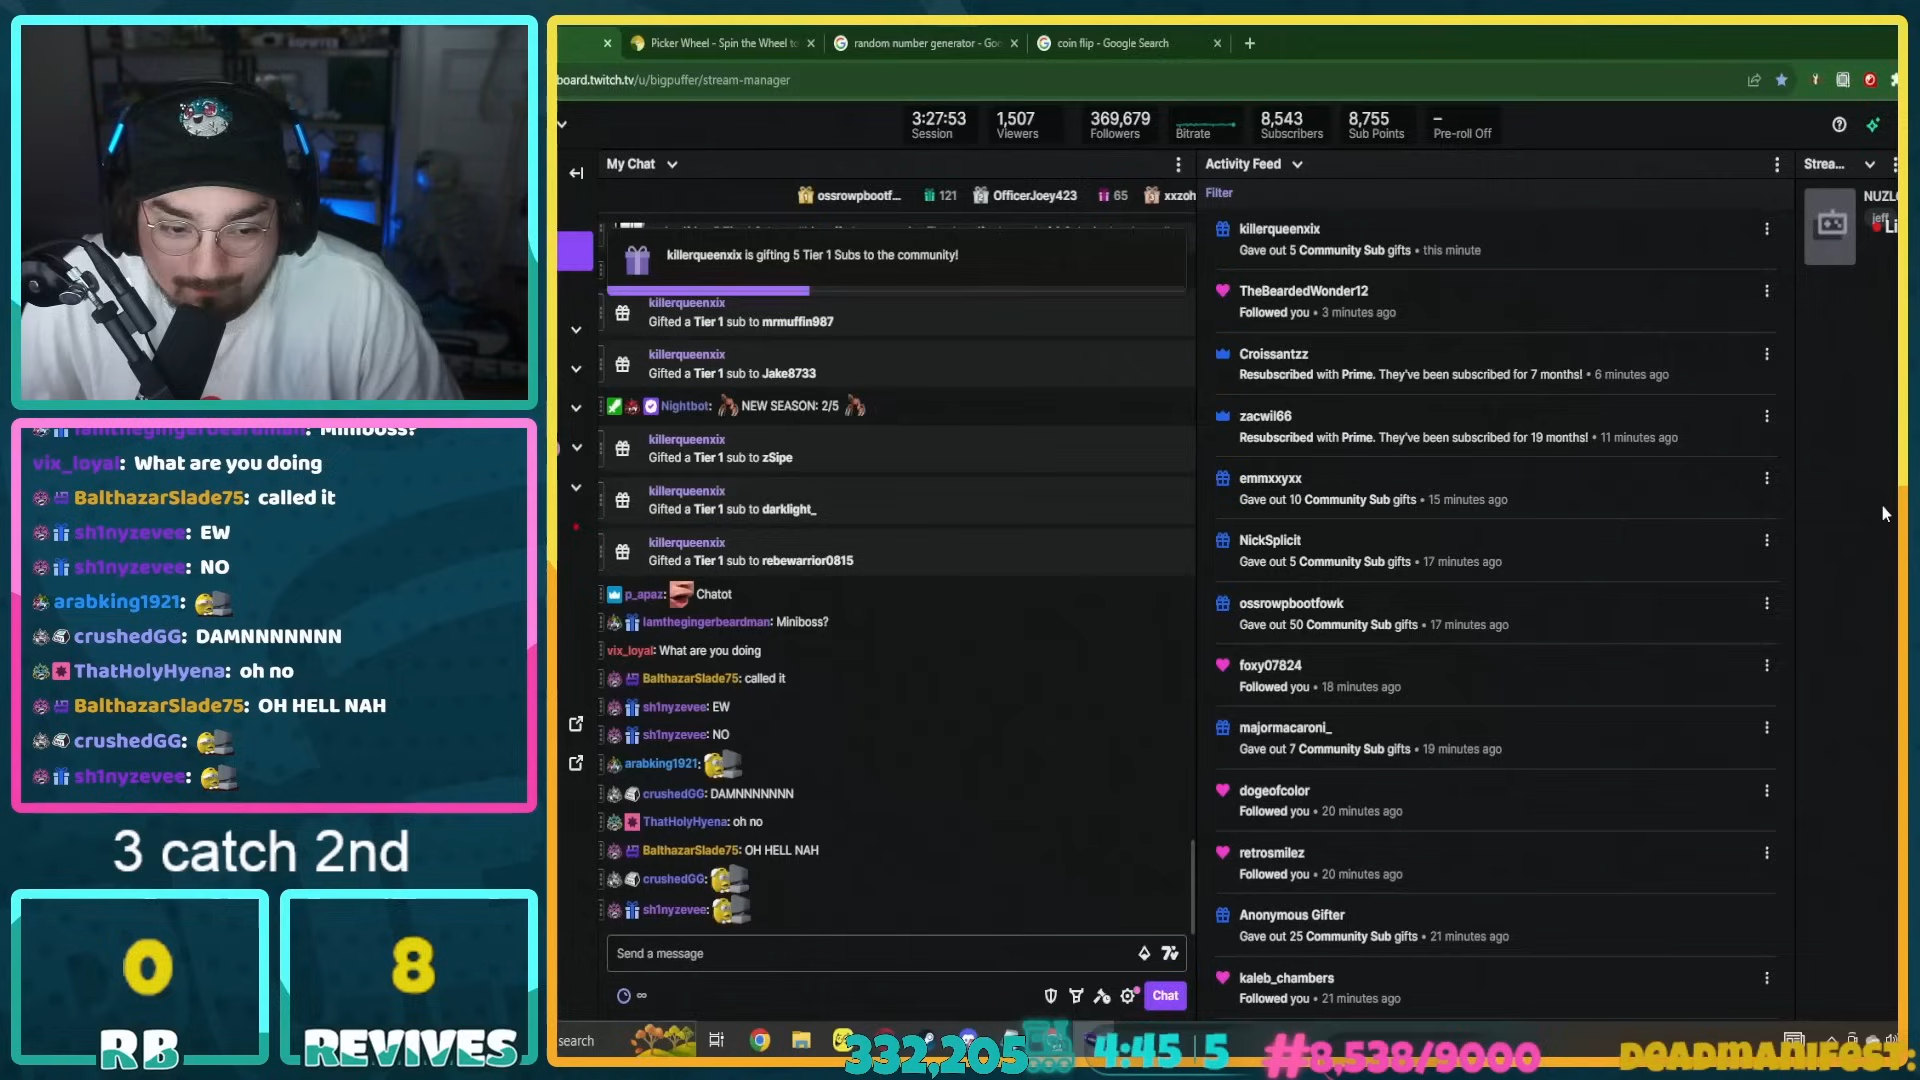 Iamthegingerbeardman: Miniboss?
vix_loyal: What are you doing
BalthazarSlade75: called it
sh1nyzevee: EW
sh1nyzevee: NO
arabking1921:
crushedGG: DAMNNNNNNN
ThatHolyHyena: oh no
BalthazarSlade75: OH HELL NAH
crushedGG:
sh1nyzevee:
3 catch 2nd
0
RB
8
REVIVES
Picker Wheel - Spin the Wheel to
random number generator - Goo
coin flip - Google Search
board.twitch.tv/u/bigpuffer/stream-manager
3:27:53
Session
1,507
Viewers
369,679
Followers
Bitrate
8,543
Subscribers
8,755
Sub Points
–
Pre-roll Off
My Chat
ossrowpbootf... 121 OfficerJoey423 65 xxzoh
killerqueenxix is gifting 5 Tier 1 Subs to the community!
killerqueenxix
Gifted a Tier 1 sub to mrmuffin987
killerqueenxix
Gifted a Tier 1 sub to Jake8733
Nightbot: NEW SEASON: 2/5
killerqueenxix
Gifted a Tier 1 sub to zSipe
killerqueenxix
Gifted a Tier 1 sub to darklight_
killerqueenxix
Gifted a Tier 1 sub to rebewarrior0815
p_apaz: Chatot
Iamthegingerbeardman: Miniboss?
vix_loyal: What are you doing
BalthazarSlade75: called it
sh1nyzevee: EW
sh1nyzevee: NO
arabking1921:
crushedGG: DAMNNNNNNN
ThatHolyHyena: oh no
BalthazarSlade75: OH HELL NAH
crushedGG:
sh1nyzevee:
Send a message
Chat
Activity Feed
Filter
killerqueenxix
Gave out 5 Community Sub gifts • this minute
TheBeardedWonder12
Followed you • 3 minutes ago
Croissantzz
Resubscribed with Prime. They've been subscribed for 7 months! • 6 minutes ago
zacwil66
Resubscribed with Prime. They've been subscribed for 19 months! • 11 minutes ago
emmxxyxx
Gave out 10 Community Sub gifts • 15 minutes ago
NickSplicit
Gave out 5 Community Sub gifts • 17 minutes ago
ossrowpbootfowk
Gave out 50 Community Sub gifts • 17 minutes ago
foxy07824
Followed you • 18 minutes ago
majormacaroni_
Gave out 7 Community Sub gifts • 19 minutes ago
dogeofcolor
Followed you • 20 minutes ago
retrosmilez
Followed you • 20 minutes ago
Anonymous Gifter
Gave out 25 Community Sub gifts • 21 minutes ago
kaleb_chambers
Followed you • 21 minutes ago
Strea...
NUZL
jeff
Li
search
332,205
4:45 | 5
#8,538/9000
DEADMANIFEST: